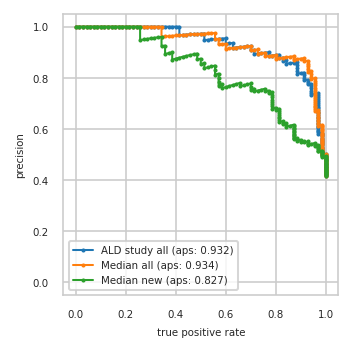 1.0
0.8
0.6
0.4
0.2
0.0
precision
ALD study all (aps: 0.932)
Median all (aps: 0.934)
Median new (aps: 0.827)
0.0 0.2 0.4 0.6 0.8 1.0
true positive rate